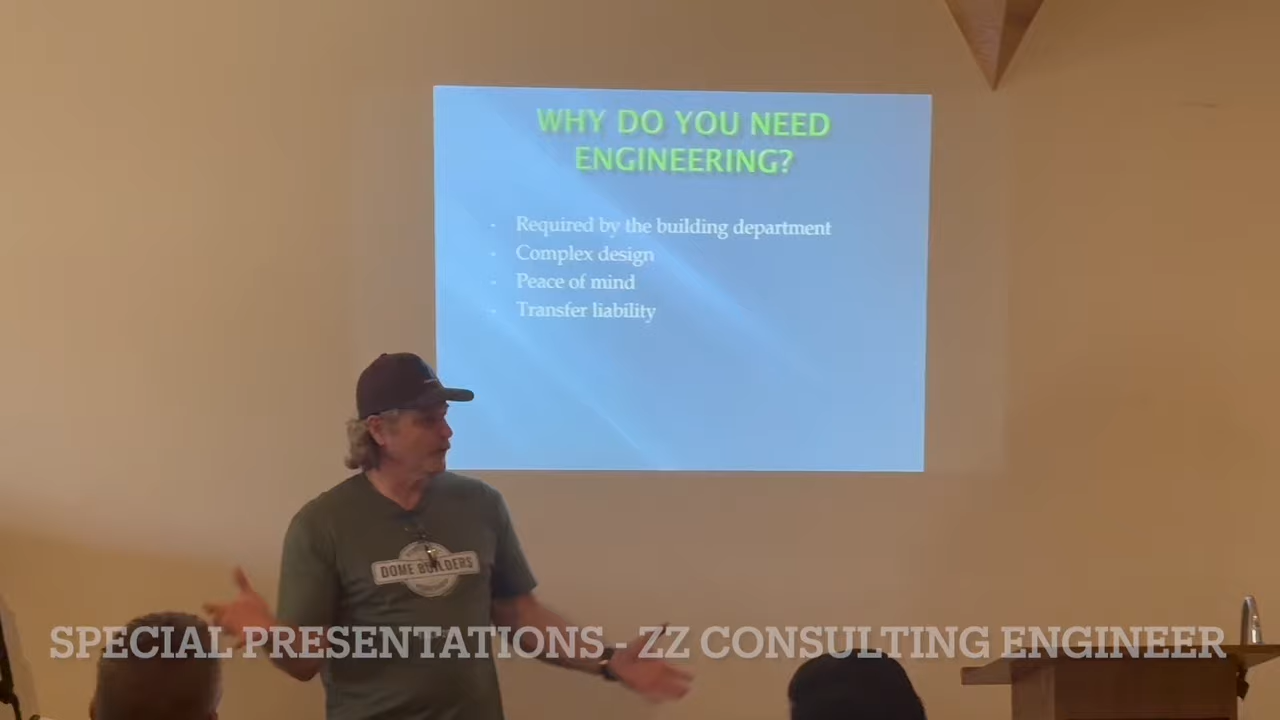 WHY DO YOU NEED
ENGINEERING?
Required by the building department
Complex design
Peace of mind
Transfer liability
DOME BUILDERS
SPECIAL PRESENTATIONS - ZZ CONSULTING ENGINEER